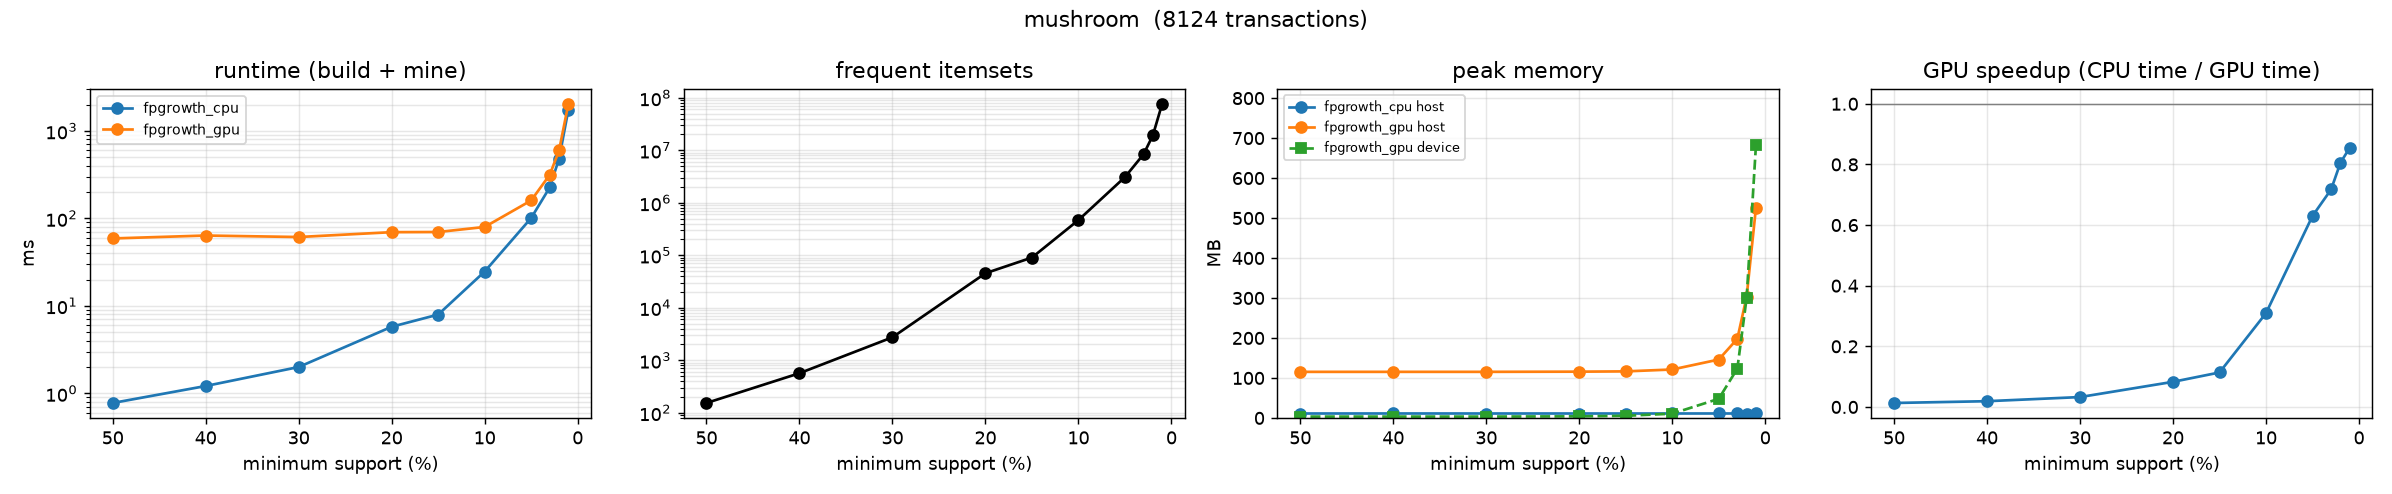 mushroom  (8124 transactions)
runtime (build + mine)
fpgrowth_cpu
fpgrowth_gpu
10³
10²
10¹
10⁰
ms
50 40 30 20 10 0
minimum support (%)
frequent itemsets
10⁸
10⁷
10⁶
10⁵
10⁴
10³
10²
50 40 30 20 10 0
minimum support (%)
peak memory
fpgrowth_cpu host
fpgrowth_gpu host
fpgrowth_gpu device
800
700
600
500
400
300
200
100
0
MB
50 40 30 20 10 0
minimum support (%)
GPU speedup (CPU time / GPU time)
1.0
0.8
0.6
0.4
0.2
0.0
50 40 30 20 10 0
minimum support (%)